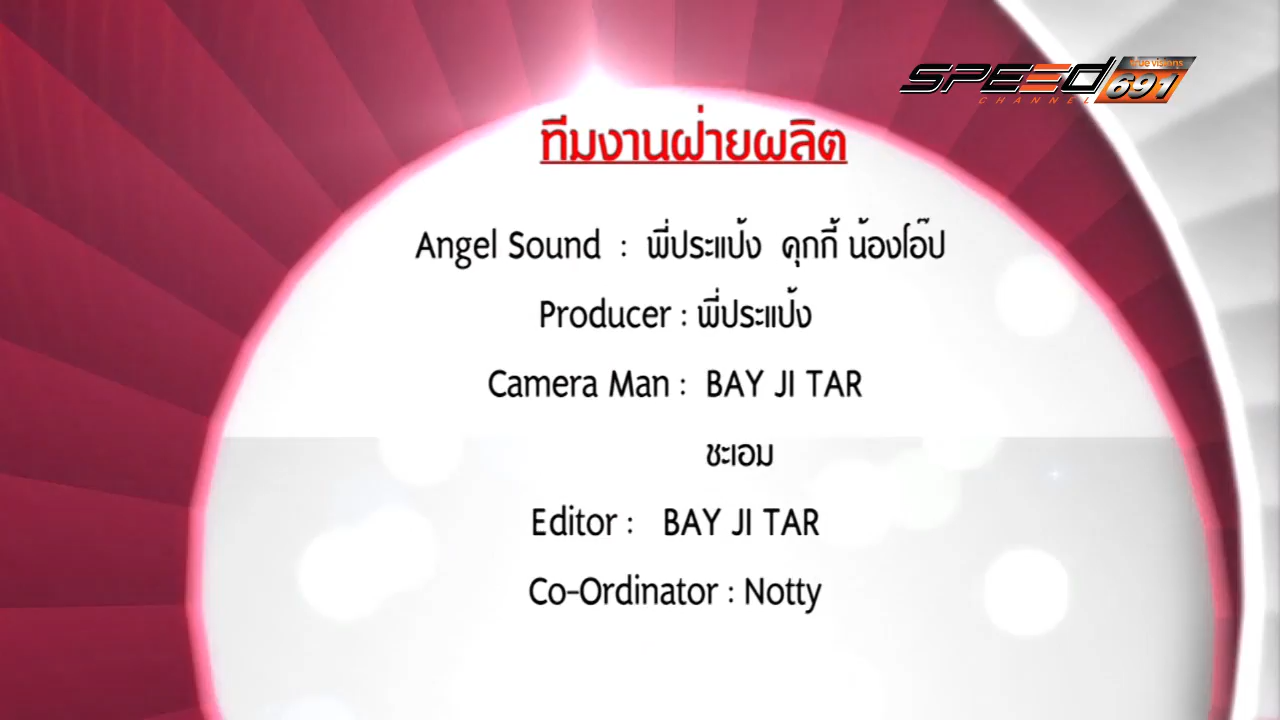 SPEED
CHANNEL
true visions
691
ทีมงานฝ่ายผลิต
Angel Sound : พี่ประแป้ง คุกกี้ น้องโอ๊ป
Producer : พี่ประแป้ง
Camera Man : BAY JI TAR
ชะเอม
Editor : BAY JI TAR
Co-Ordinator : Notty